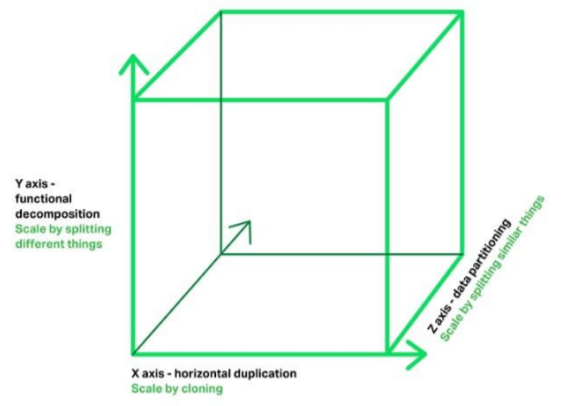 Y axis -
functional
decomposition
Scale by splitting
different things
Z axis - data partitioning
Scale by splitting similar things
X axis - horizontal duplication
Scale by cloning